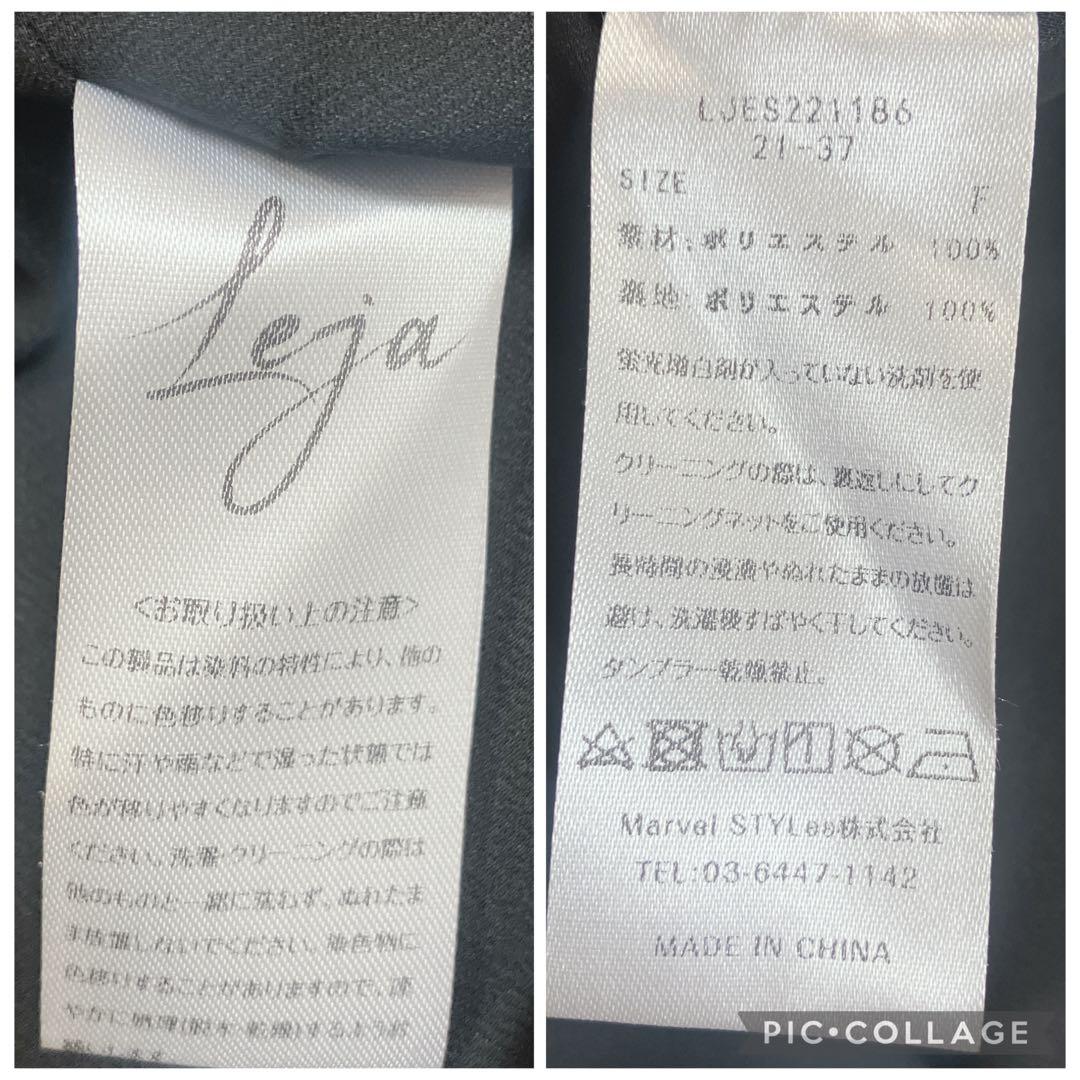 Leja
<お取り扱い上の注意>
この製品は染料の特性により、他の
ものに色移りすることがあります。
特に汗や雨などで湿った状態では
色が移りやすくなりますのでご注意
ください。洗濯・クリーニングの際は
他のものと一緒に洗わず、ぬれたま
ま放置しないでください。染色柄に
色移りすることがありますので、速
やかに処理(脱水 乾燥)するようお
LJES221186
21-37
SIZE F
素材:ポリエステル 100%
裏地:ポリエステル 100%
蛍光増白剤が入っていない洗剤を使
用してください。
クリーニングの際は、裏返しにしてク
リーニングネットをご使用ください。
長時間の浸漬やぬれたままの放置は
避け、洗濯後すばやく干してください。
タンブラー乾燥禁止。
Marvel STYLes株式会社
TEL:03-6447-1142
MADE IN CHINA
PIC•COLLAGE